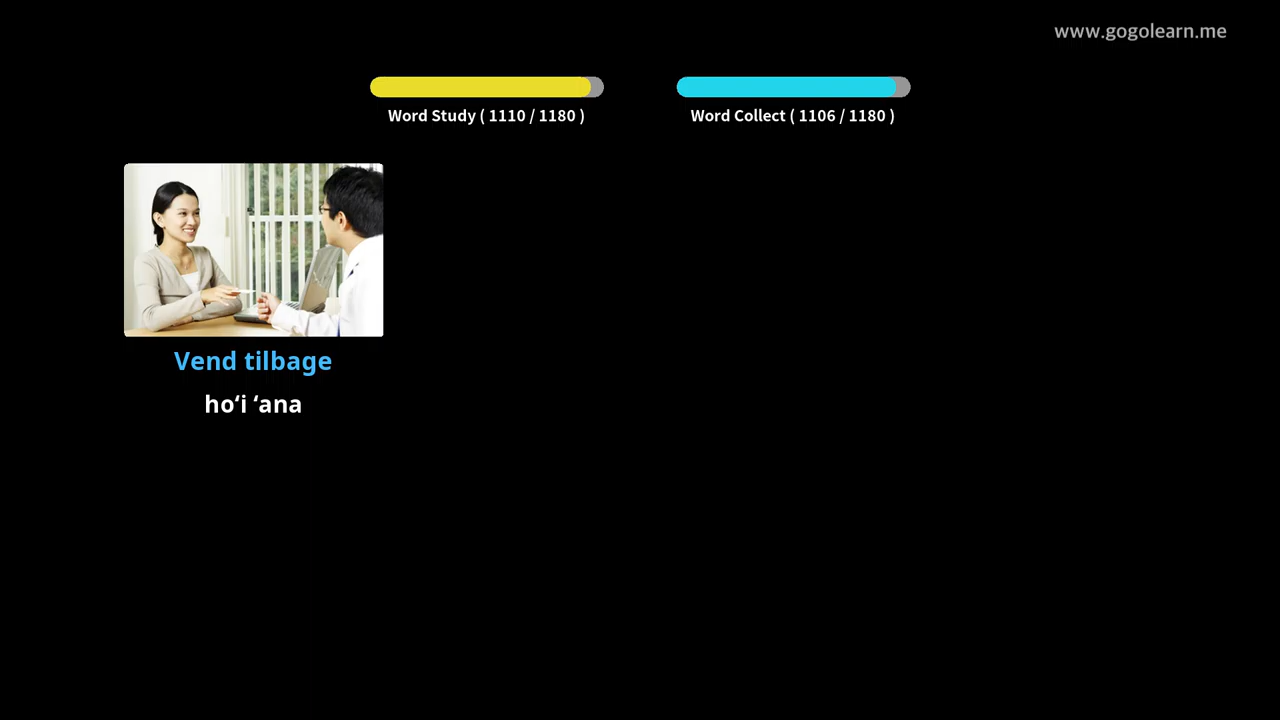 www.gogolearn.me
Word Study ( 1110 / 1180 )
Word Collect ( 1106 / 1180 )
Vend tilbage
hoʻi ʻana